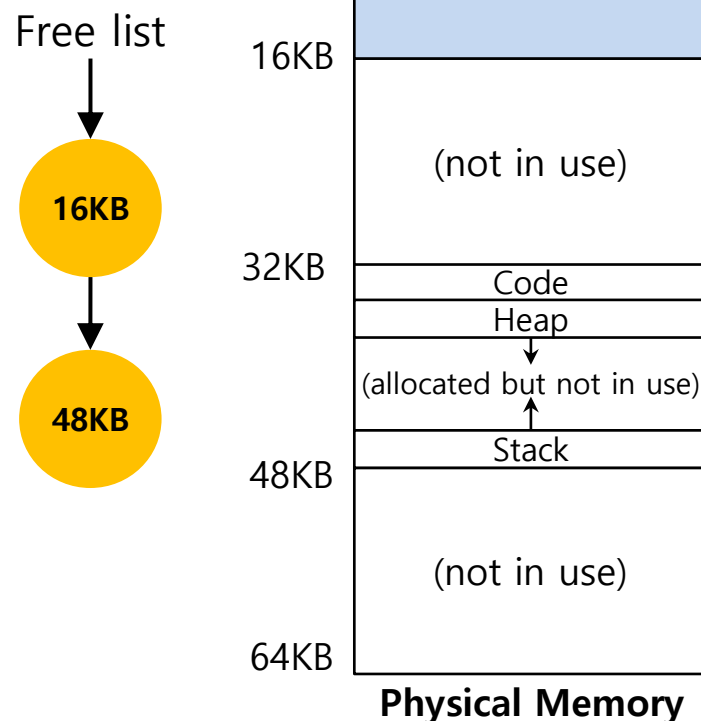 Free list
16KB
48KB
16KB
(not in use)
32KB
Code
Heap
(allocated but not in use)
Stack
48KB
(not in use)
64KB
Physical Memory